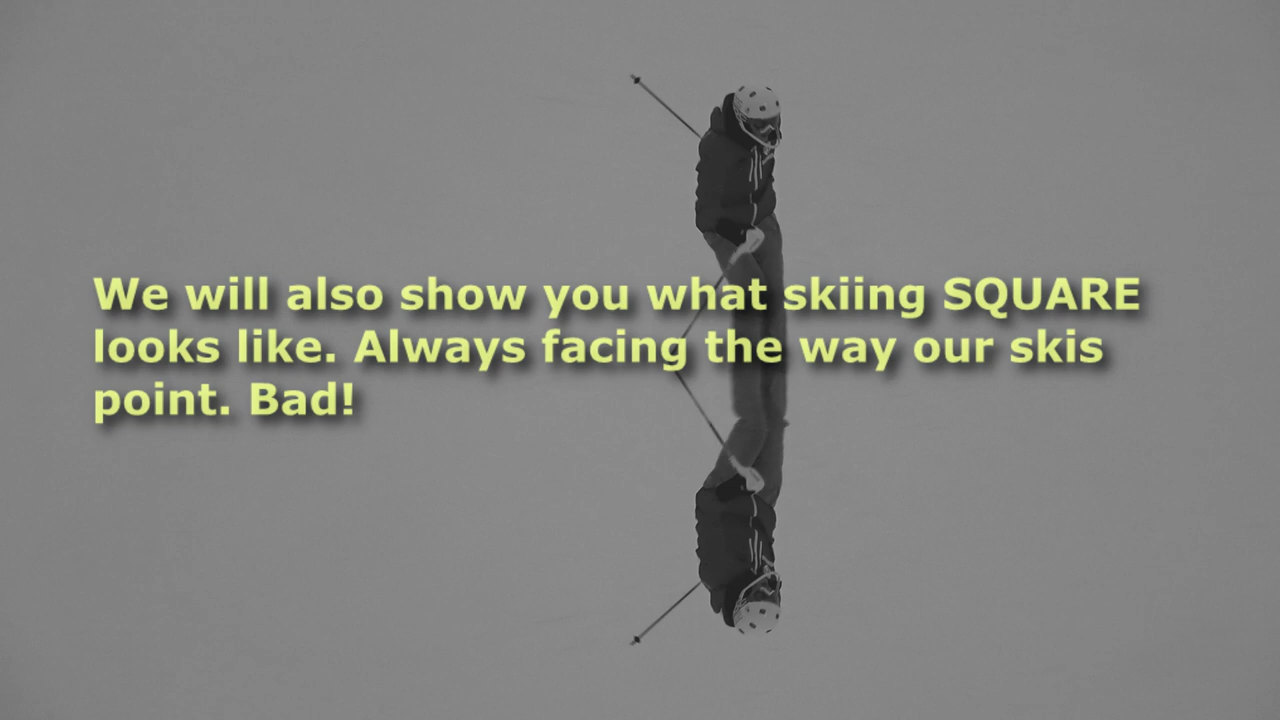 We will also show you what skiing SQUARE
looks like. Always facing the way our skis
point. Bad!